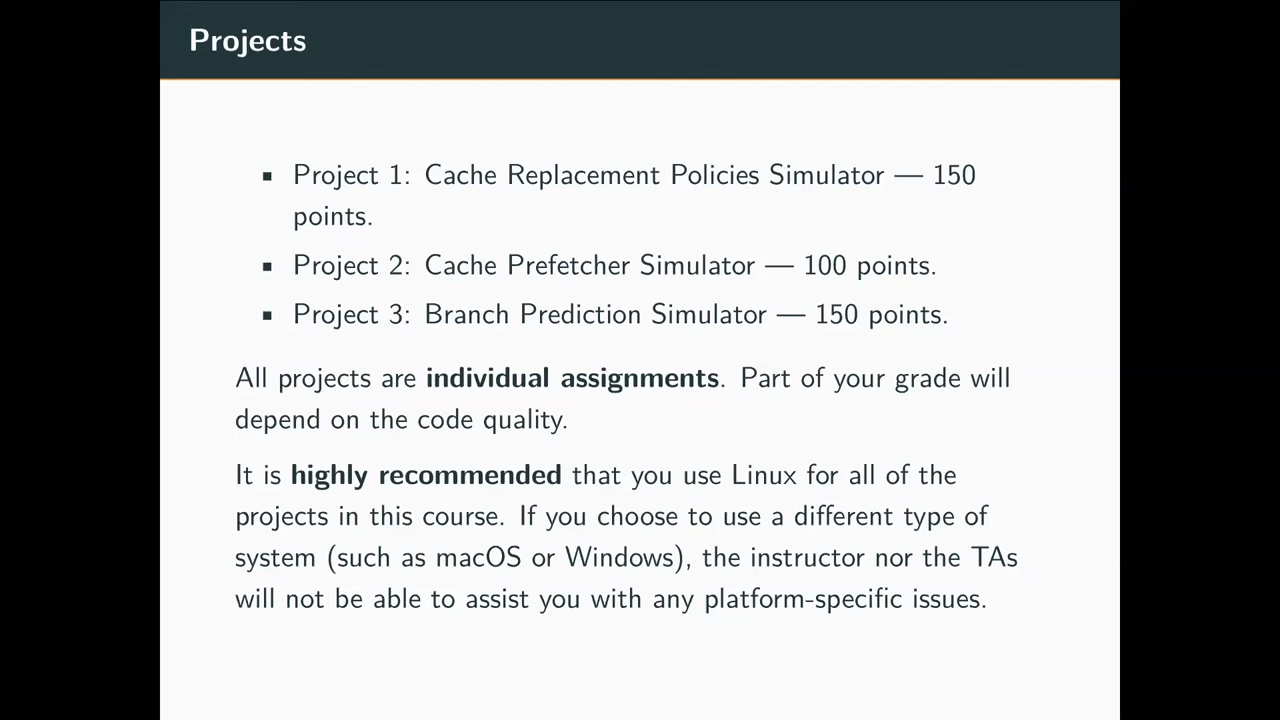 Projects
▪ Project 1: Cache Replacement Policies Simulator — 150
points.
▪ Project 2: Cache Prefetcher Simulator — 100 points.
▪ Project 3: Branch Prediction Simulator — 150 points.
All projects are individual assignments. Part of your grade will
depend on the code quality.
It is highly recommended that you use Linux for all of the
projects in this course. If you choose to use a different type of
system (such as macOS or Windows), the instructor nor the TAs
will not be able to assist you with any platform-specific issues.